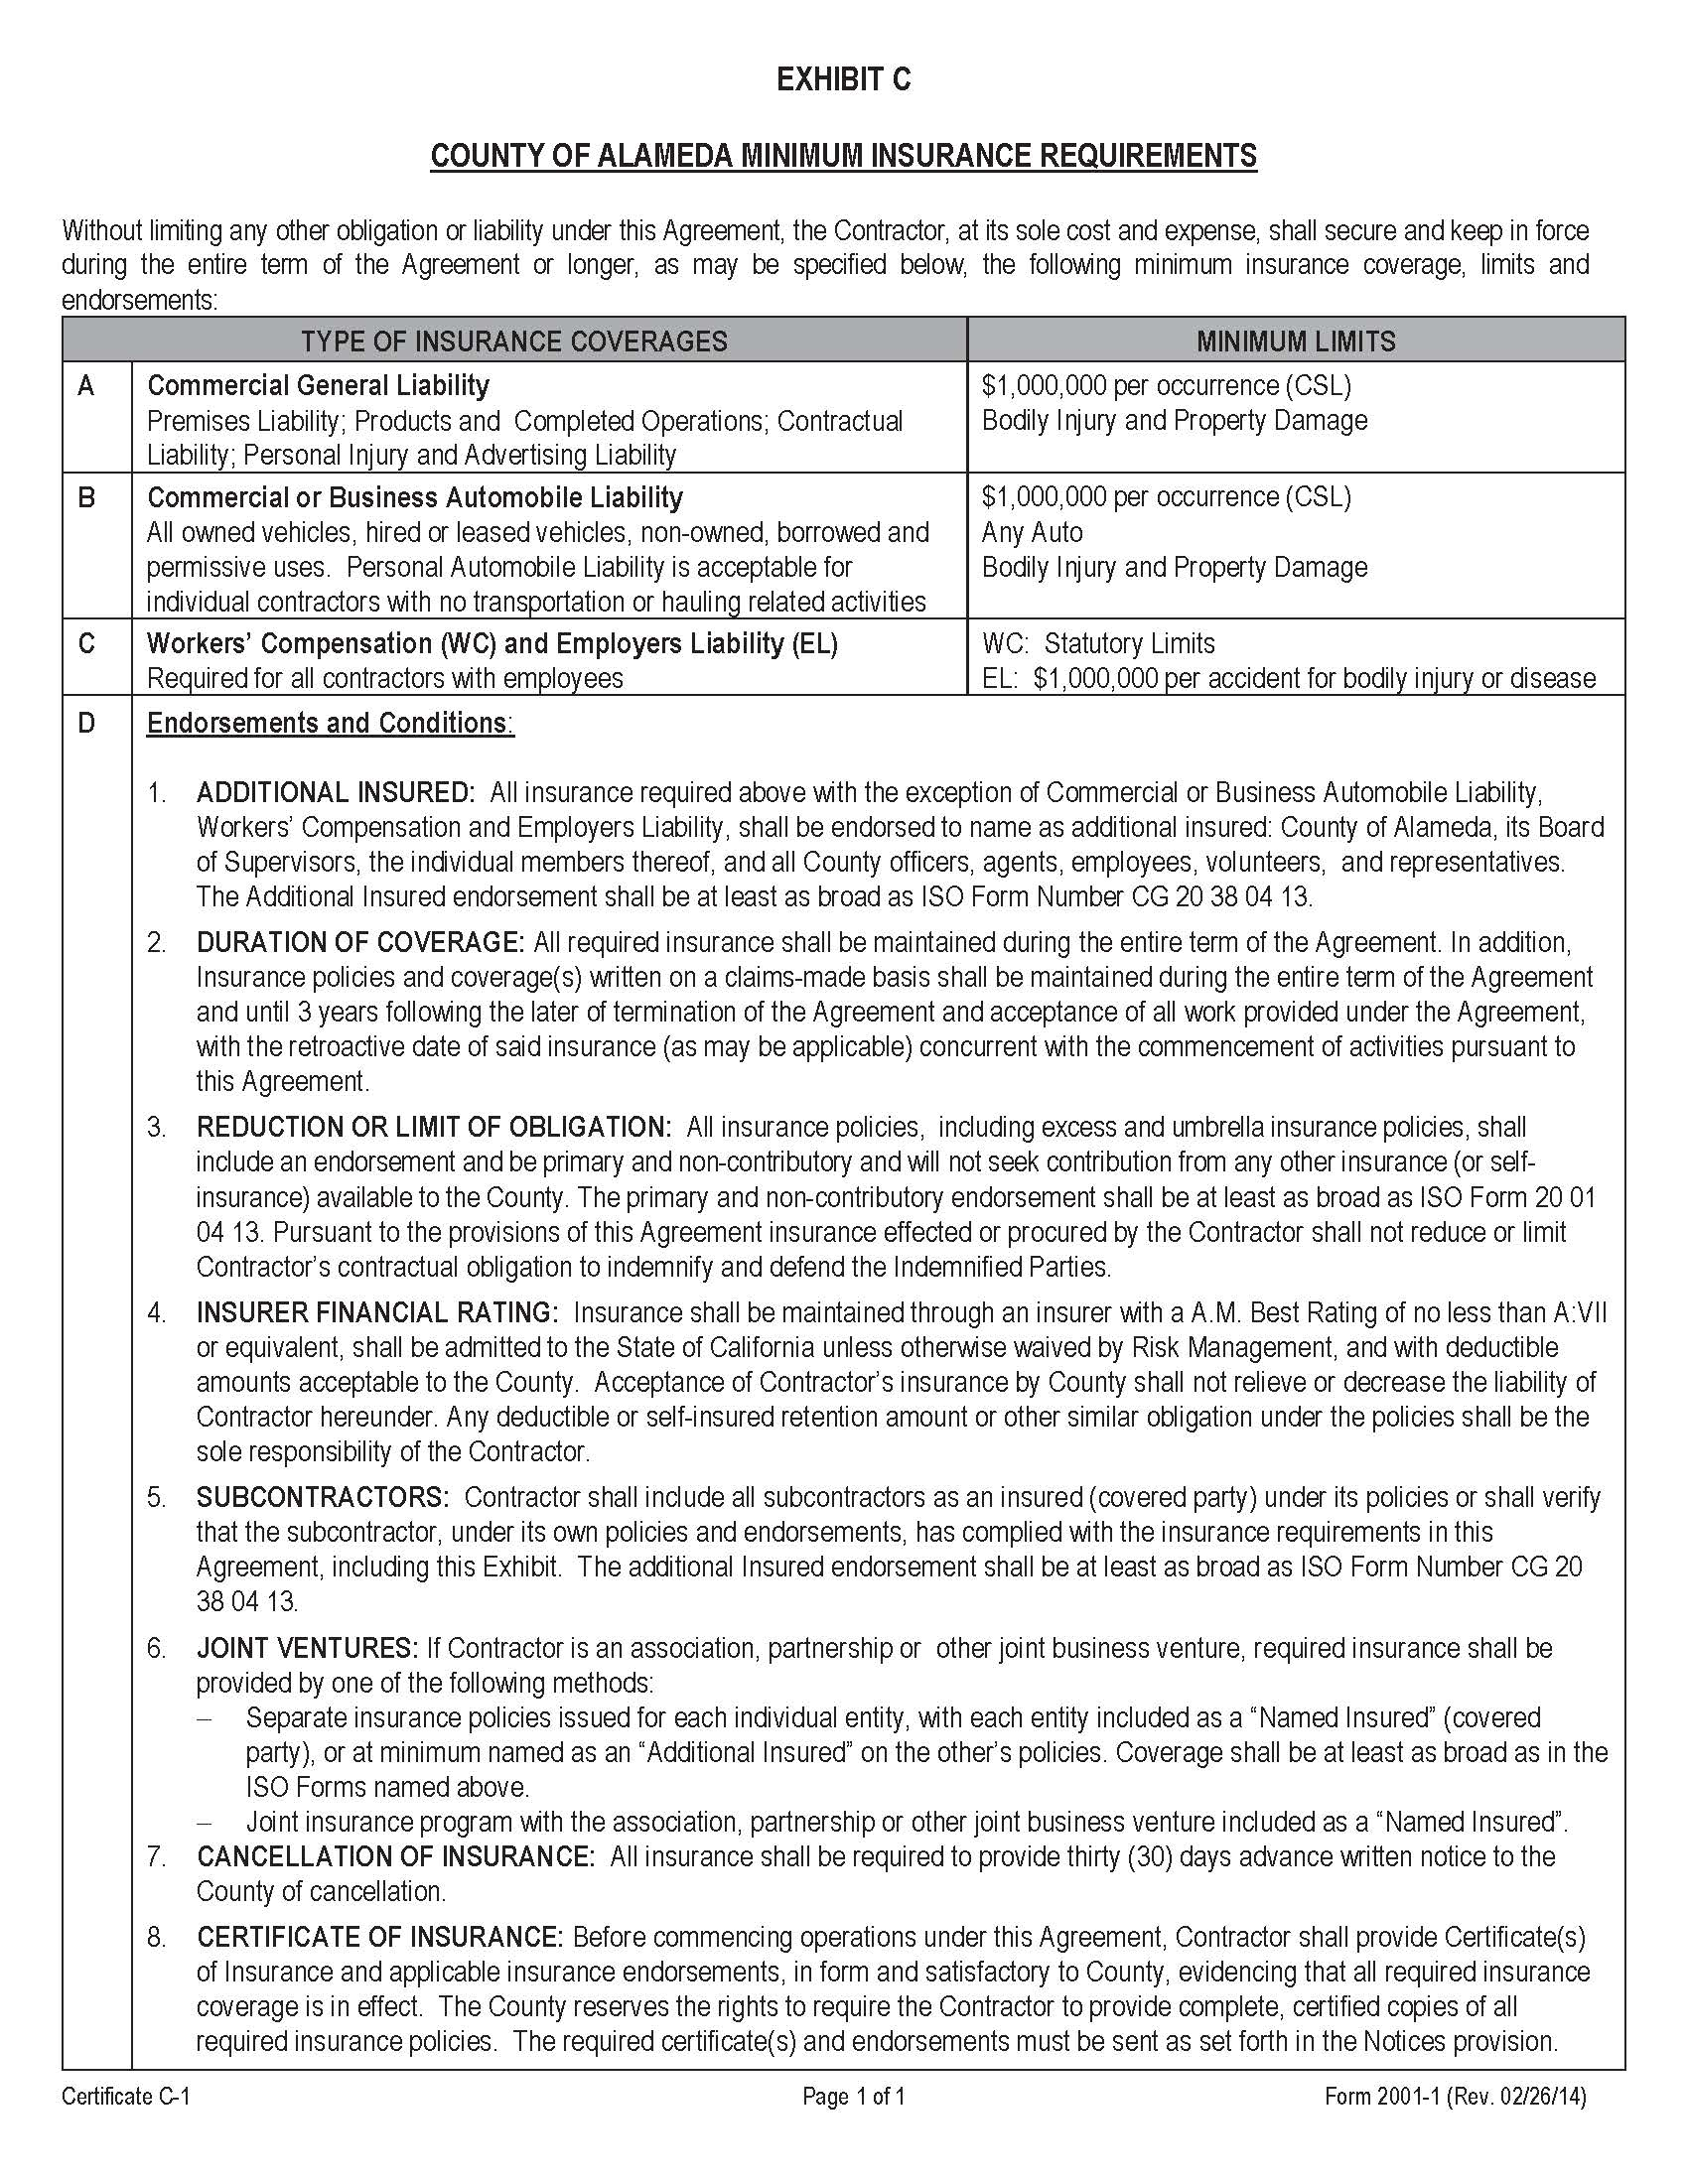 EXHIBIT C
COUNTY OF ALAMEDA MINIMUM INSURANCE REQUIREMENTS
Without limiting any other obligation or liability under this Agreement, the Contractor, at its sole cost and expense, shall secure and keep in force
during the entire term of the Agreement or longer, as may be specified below, the following minimum insurance coverage, limits and
endorsements:
TYPE OF INSURANCE COVERAGES
MINIMUM LIMITS
A
Commercial General Liability
Premises Liability; Products and Completed Operations; Contractual
Liability; Personal Injury and Advertising Liability
$1,000,000 per occurrence (CSL)
Bodily Injury and Property Damage
B
Commercial or Business Automobile Liability
All owned vehicles, hired or leased vehicles, non-owned, borrowed and
permissive uses. Personal Automobile Liability is acceptable for
individual contractors with no transportation or hauling related activities
$1,000,000 per occurrence (CSL)
Any Auto
Bodily Injury and Property Damage
C
Workers’ Compensation (WC) and Employers Liability (EL)
Required for all contractors with employees
WC: Statutory Limits
EL: $1,000,000 per accident for bodily injury or disease
D
Endorsements and Conditions:
1. ADDITIONAL INSURED: All insurance required above with the exception of Commercial or Business Automobile Liability,
Workers’ Compensation and Employers Liability, shall be endorsed to name as additional insured: County of Alameda, its Board
of Supervisors, the individual members thereof, and all County officers, agents, employees, volunteers, and representatives.
The Additional Insured endorsement shall be at least as broad as ISO Form Number CG 20 38 04 13.
2. DURATION OF COVERAGE: All required insurance shall be maintained during the entire term of the Agreement. In addition,
Insurance policies and coverage(s) written on a claims-made basis shall be maintained during the entire term of the Agreement
and until 3 years following the later of termination of the Agreement and acceptance of all work provided under the Agreement,
with the retroactive date of said insurance (as may be applicable) concurrent with the commencement of activities pursuant to
this Agreement.
3. REDUCTION OR LIMIT OF OBLIGATION: All insurance policies, including excess and umbrella insurance policies, shall
include an endorsement and be primary and non-contributory and will not seek contribution from any other insurance (or self-
insurance) available to the County. The primary and non-contributory endorsement shall be at least as broad as ISO Form 20 01
04 13. Pursuant to the provisions of this Agreement insurance effected or procured by the Contractor shall not reduce or limit
Contractor’s contractual obligation to indemnify and defend the Indemnified Parties.
4. INSURER FINANCIAL RATING: Insurance shall be maintained through an insurer with a A.M. Best Rating of no less than A:VII
or equivalent, shall be admitted to the State of California unless otherwise waived by Risk Management, and with deductible
amounts acceptable to the County. Acceptance of Contractor’s insurance by County shall not relieve or decrease the liability of
Contractor hereunder. Any deductible or self-insured retention amount or other similar obligation under the policies shall be the
sole responsibility of the Contractor.
5. SUBCONTRACTORS: Contractor shall include all subcontractors as an insured (covered party) under its policies or shall verify
that the subcontractor, under its own policies and endorsements, has complied with the insurance requirements in this
Agreement, including this Exhibit. The additional Insured endorsement shall be at least as broad as ISO Form Number CG 20
38 04 13.
6. JOINT VENTURES: If Contractor is an association, partnership or other joint business venture, required insurance shall be
provided by one of the following methods:
– Separate insurance policies issued for each individual entity, with each entity included as a “Named Insured” (covered
party), or at minimum named as an “Additional Insured” on the other’s policies. Coverage shall be at least as broad as in the
ISO Forms named above.
– Joint insurance program with the association, partnership or other joint business venture included as a “Named Insured”.
7. CANCELLATION OF INSURANCE: All insurance shall be required to provide thirty (30) days advance written notice to the
County of cancellation.
8. CERTIFICATE OF INSURANCE: Before commencing operations under this Agreement, Contractor shall provide Certificate(s)
of Insurance and applicable insurance endorsements, in form and satisfactory to County, evidencing that all required insurance
coverage is in effect. The County reserves the rights to require the Contractor to provide complete, certified copies of all
required insurance policies. The required certificate(s) and endorsements must be sent as set forth in the Notices provision.
Certificate C-1
Page 1 of 1
Form 2001-1 (Rev. 02/26/14)